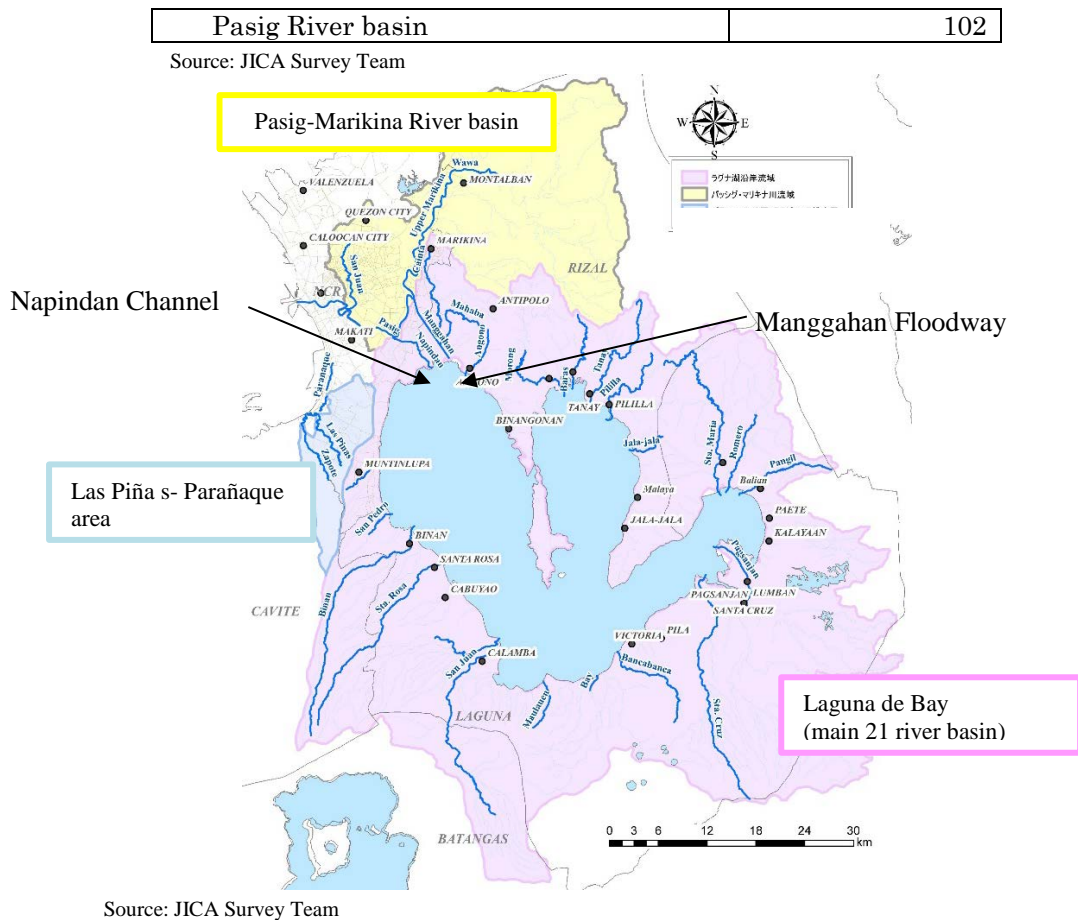 Pasig River basin 102
Source: JICA Survey Team
Pasig-Marikina River basin
N
W E
S
ラグナ湖沿岸流域
パッシグ・マリキナ川流域
Wawa
MONTALBAN
VALENZUELA
Upper Marikina
QUEZON CITY
CALOOCAN CITY
MARIKINA
San Juan
Cainta
RIZAL
NCR
Napindan Channel
Mahaba
ANTIPOLO
Manggahan Floodway
Pasig
Manggahan
Angono
MAKATI
Napindan
Morong
Baras
Tanay
Pililla
Paranaque
TANAY
PILILLA
BINANGONAN
Las Pinas
Zapote
Jala-jala
Sta. Maria
Romero
Pangil
MUNTINLUPA
Balian
Las Piña s- Parañaque
area
Malaya
San Pedro
PAETE
JALA-JALA
KALAYAAN
BINAN
Pagsanjan
SANTA ROSA
Binan
Sta. Rosa
CABUYAO
PAGSANJAN
LUMBAN
SANTA CRUZ
CAVITE
VICTORIA
PILA
San Juan
CALAMBA
Bancabanca
Bay
Maulauen
Sta. Cruz
LAGUNA
Laguna de Bay
(main 21 river basin)
BATANGAS
0 3 6 12 18 24 30
km
Source: JICA Survey Team